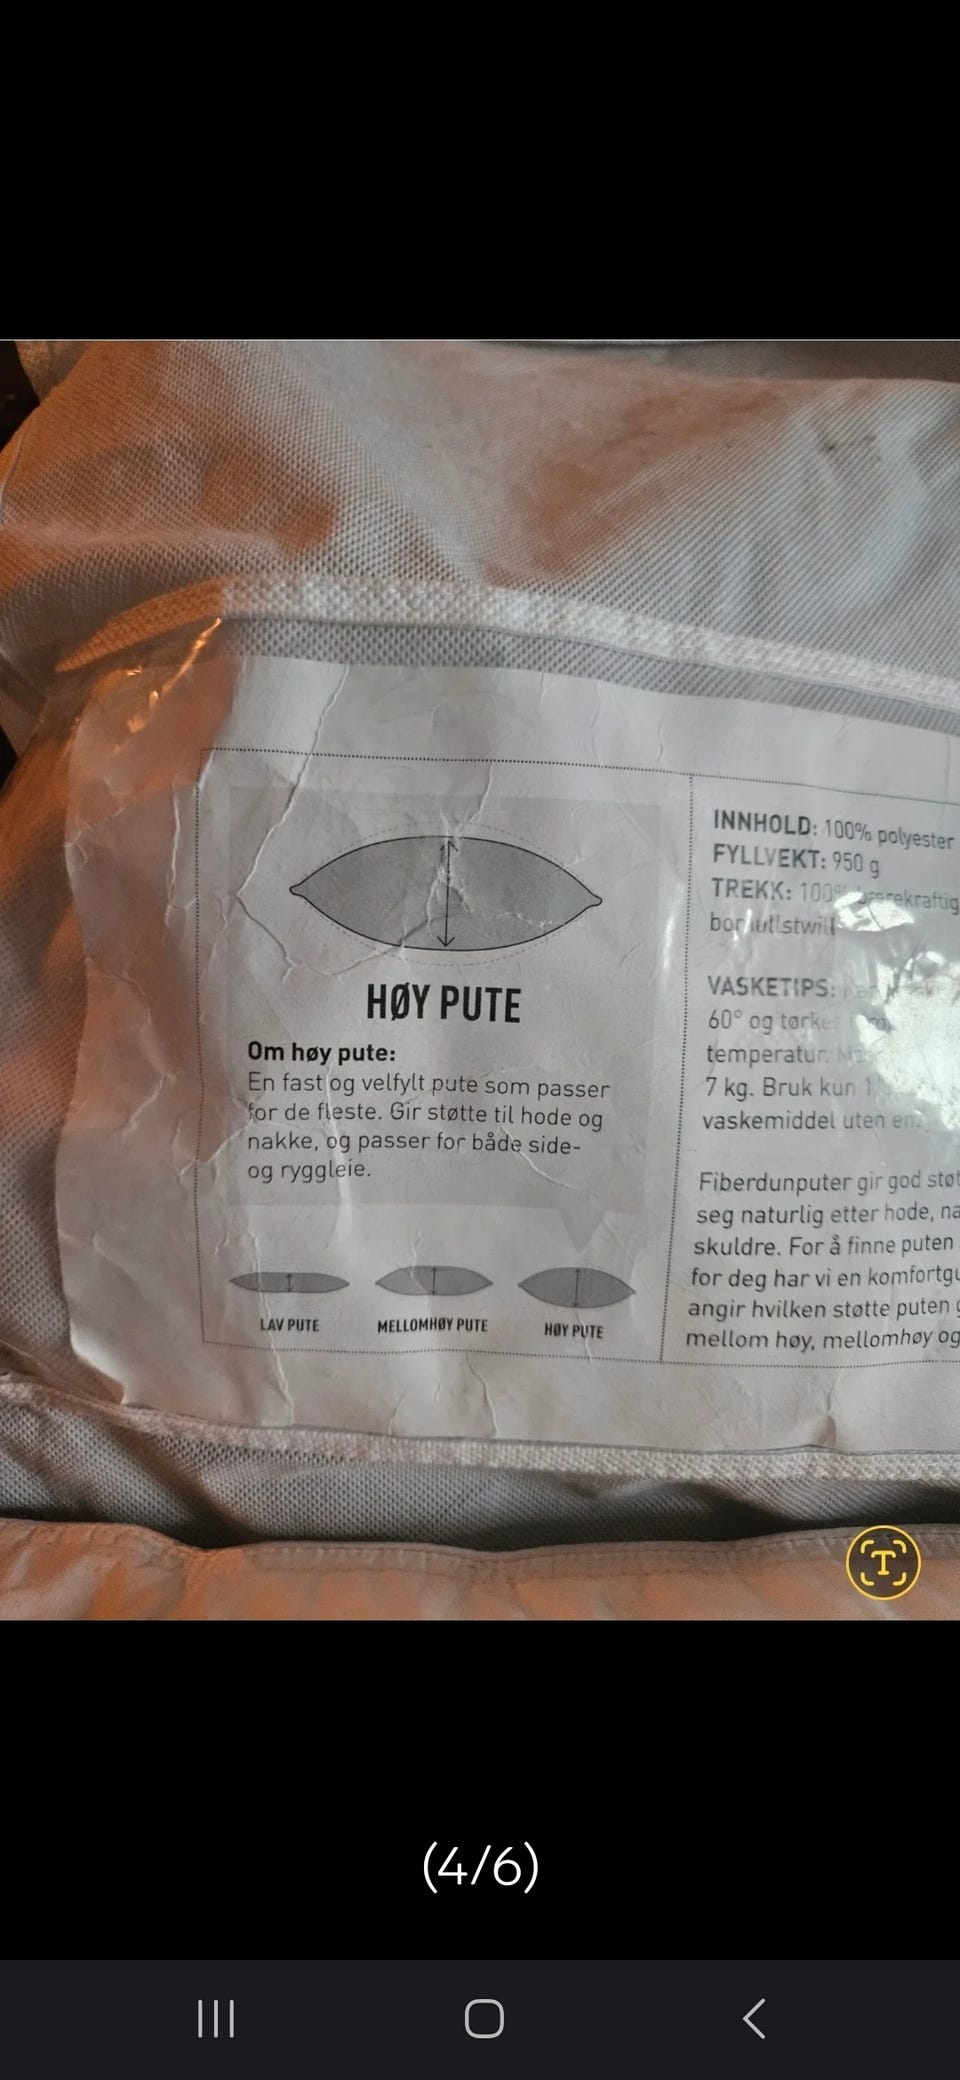 HØY PUTE
Om høy pute:
En fast og velfylt pute som passer
for de fleste. Gir støtte til hode og
nakke, og passer for både side-
og ryggleie.
LAV PUTE
MELLOMHØY PUTE
HØY PUTE
INNHOLD: 100% polyester
FYLLVEKT: 950 g
TREKK: 100%
VASKETIPS:
60° og
temperatur.
7 kg. Bruk kun
vaskemiddel uten
Fiberdunputer gir god
seg naturlig etter hode,
skuldre. For å finne puten
for deg har vi en
angir hvilken støtte puten
mellom høy, mellomhøy og
(4/6)